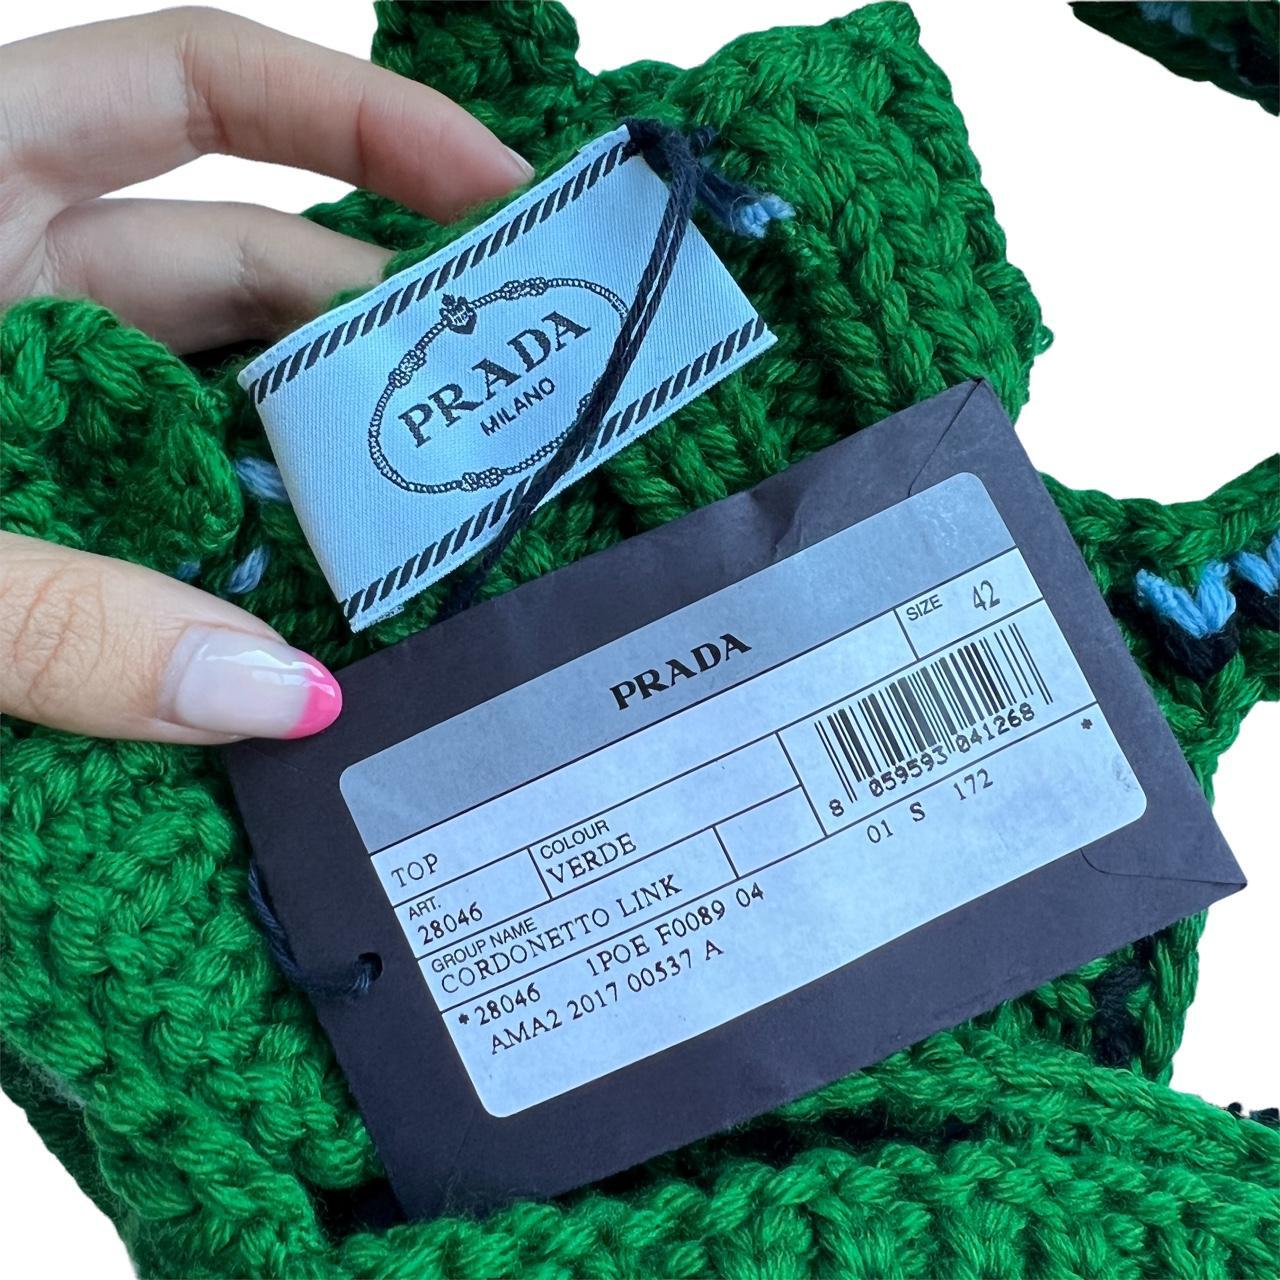 PRADA
MILANO
PRADA
SIZE 42
8 059593 041268
*
TOP
COLOUR
VERDE
01 S 172
ART.
28046
GROUP NAME
CORDONETTO LINK
*28046 1POE F0089 04
AMA2 2017 00537 A